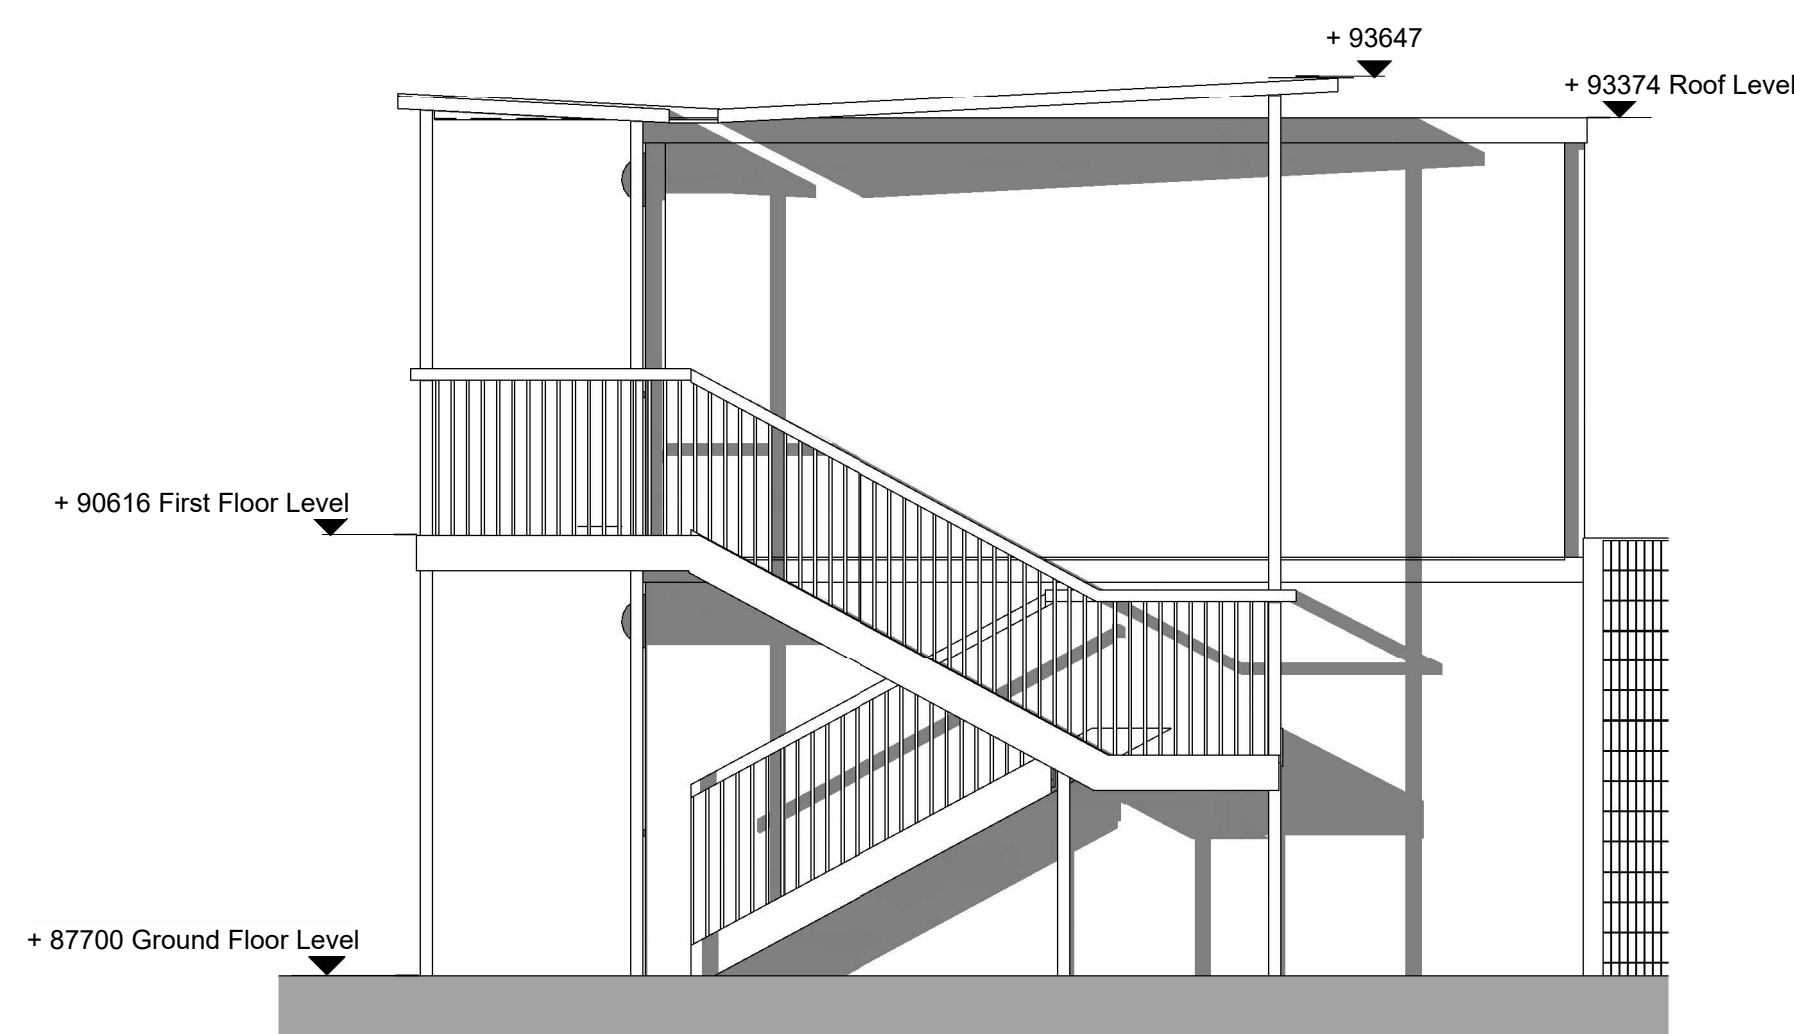 + 93647
+ 93374 Roof Level
+ 90616 First Floor Level
+ 87700 Ground Floor Level